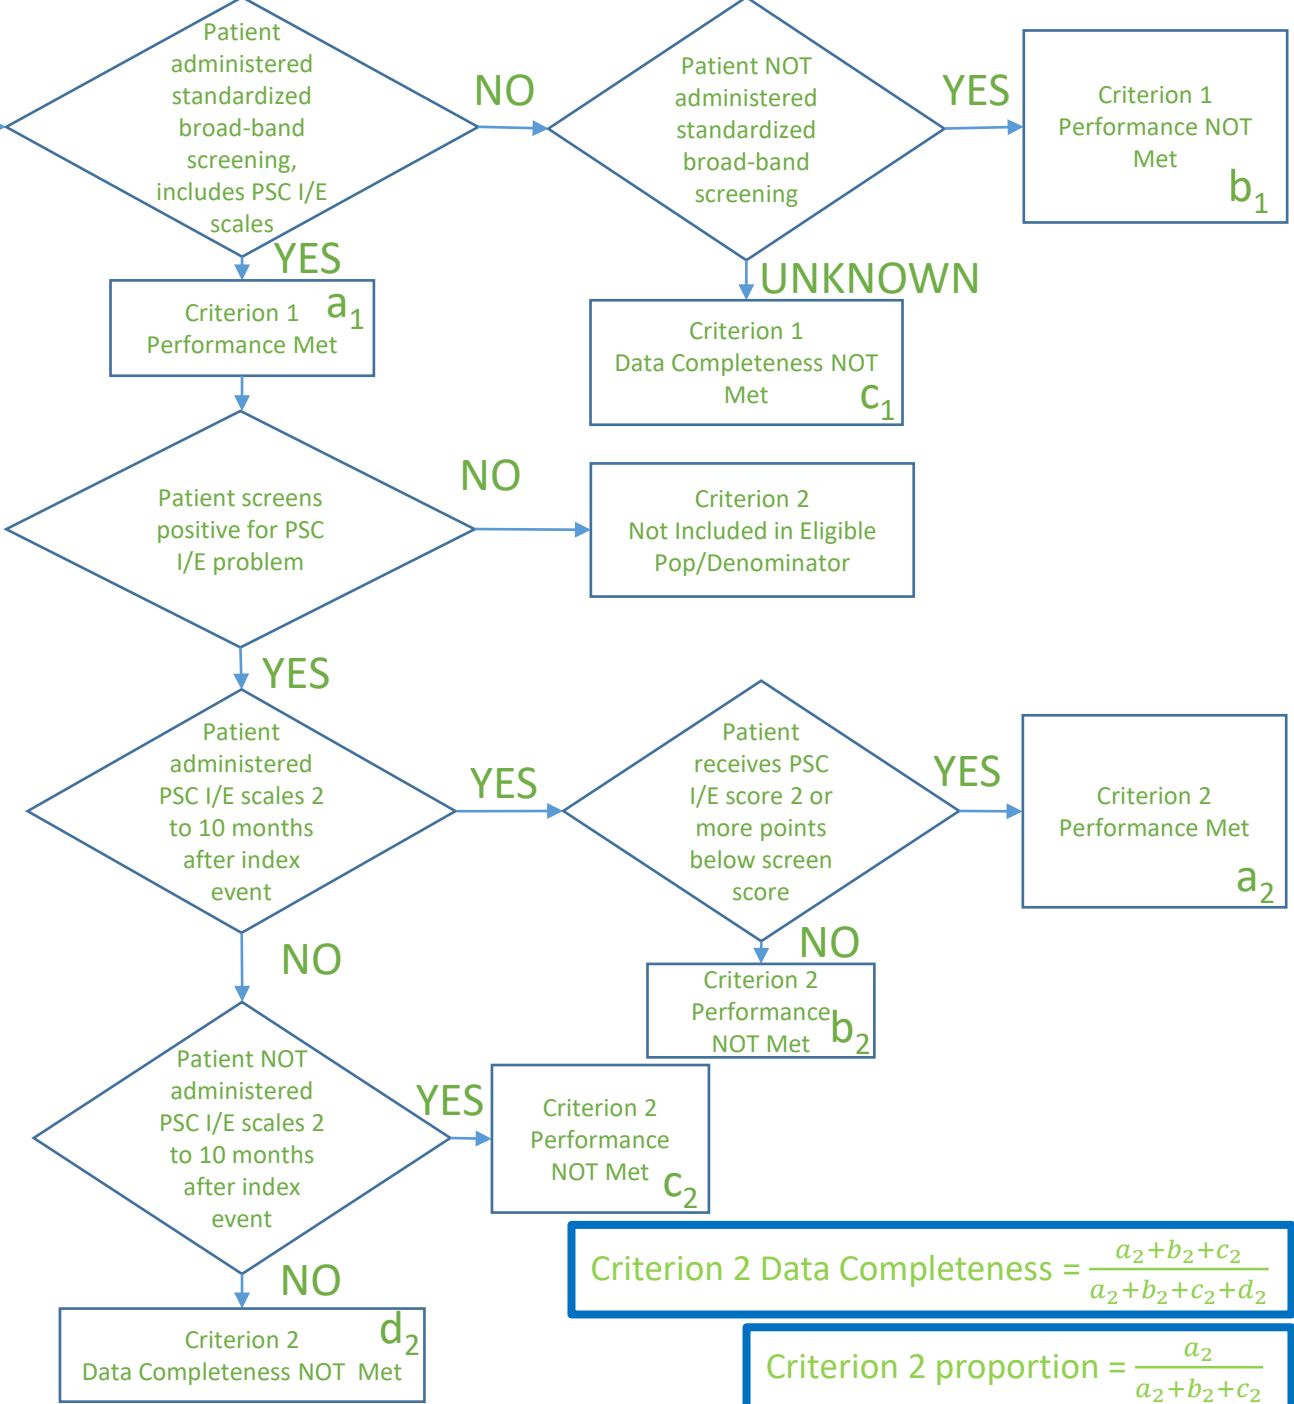 Patient
administered
standardized
broad-band
screening,
includes PSC I/E
scales
NO
Patient NOT
administered
standardized
broad-band
screening
YES
Criterion 1
Performance NOT
Met
b₁
YES
Criterion 1
Performance Met
a₁
UNKNOWN
Criterion 1
Data Completeness NOT
Met
c₁
Patient screens
positive for PSC
I/E problem
NO
Criterion 2
Not Included in Eligible
Pop/Denominator
YES
Patient
administered
PSC I/E scales 2
to 10 months
after index
event
YES
Patient
receives PSC
I/E score 2 or
more points
below screen
score
YES
Criterion 2
Performance Met
a₂
NO
Criterion 2
Performance
NOT Met
b₂
NO
Patient NOT
administered
PSC I/E scales 2
to 10 months
after index
event
YES
Criterion 2
Performance
NOT Met
c₂
NO
Criterion 2
Data Completeness NOT Met
d₂
Criterion 2 Data Completeness = a₂+b₂+c₂ / a₂+b₂+c₂+d₂
Criterion 2 proportion = a₂ / a₂+b₂+c₂